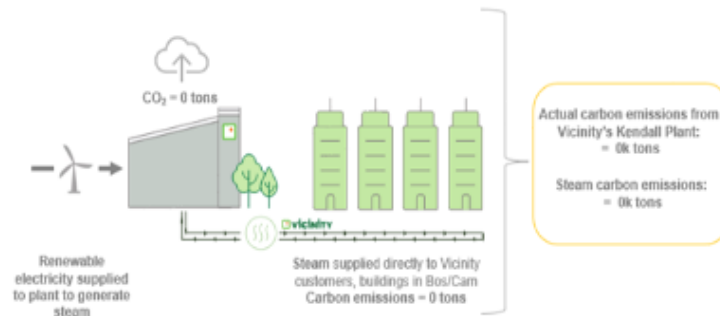 CO₂ = 0 tons
Actual carbon emissions from
Vicinity's Kendall Plant:
= 0k tons
Steam carbon emissions:
= 0k tons
VICINITY
Renewable
electricity supplied
to plant to generate
steam
Steam supplied directly to Vicinity
customers, buildings in Bos/Cam
Carbon emissions = 0 tons